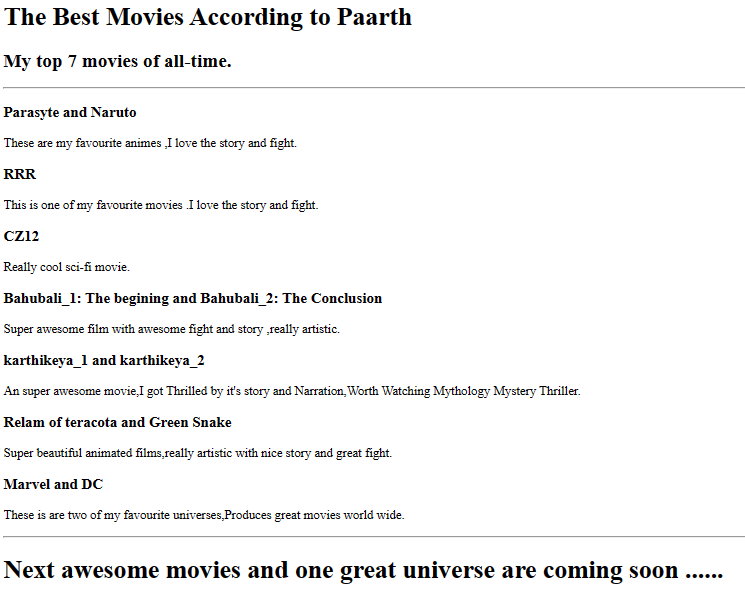 The Best Movies According to Paarth
My top 7 movies of all-time.
Parasyte and Naruto
These are my favourite animes ,I love the story and fight.
RRR
This is one of my favourite movies .I love the story and fight.
CZ12
Really cool sci-fi movie.
Bahubali_1: The begining and Bahubali_2: The Conclusion
Super awesome film with awesome fight and story ,really artistic.
karthikeya_1 and karthikeya_2
An super awesome movie,I got Thrilled by it's story and Narration,Worth Watching Mythology Mystery Thriller.
Relam of teracota and Green Snake
Super beautiful animated films,really artistic with nice story and great fight.
Marvel and DC
These is are two of my favourite universes,Produces great movies world wide.
Next awesome movies and one great universe are coming soon ......